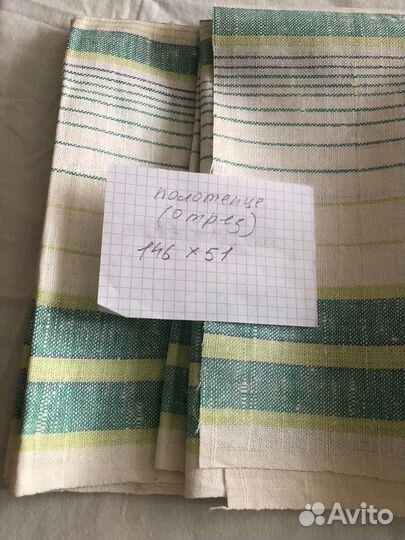 полотенце
(отрез)
146 x 51
Avito